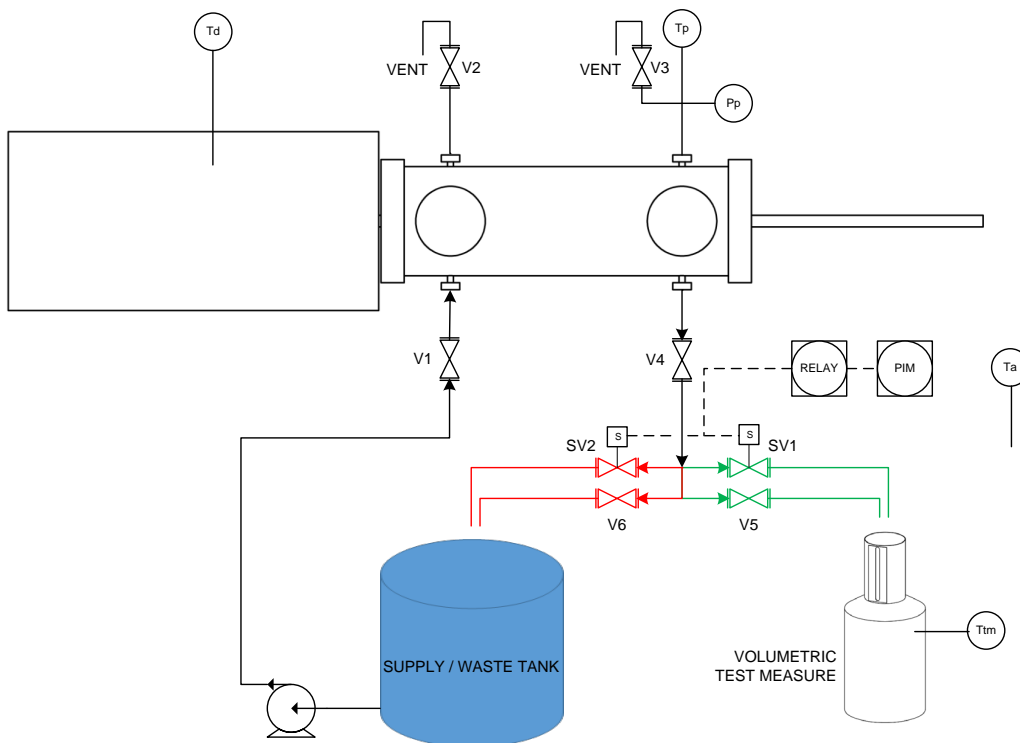 Td
Tp
VENT
V2
VENT
V3
Pp
V1
V4
RELAY
PIM
Ta
S
S
SV2
SV1
V6
V5
SUPPLY / WASTE TANK
Ttm
VOLUMETRIC
TEST MEASURE